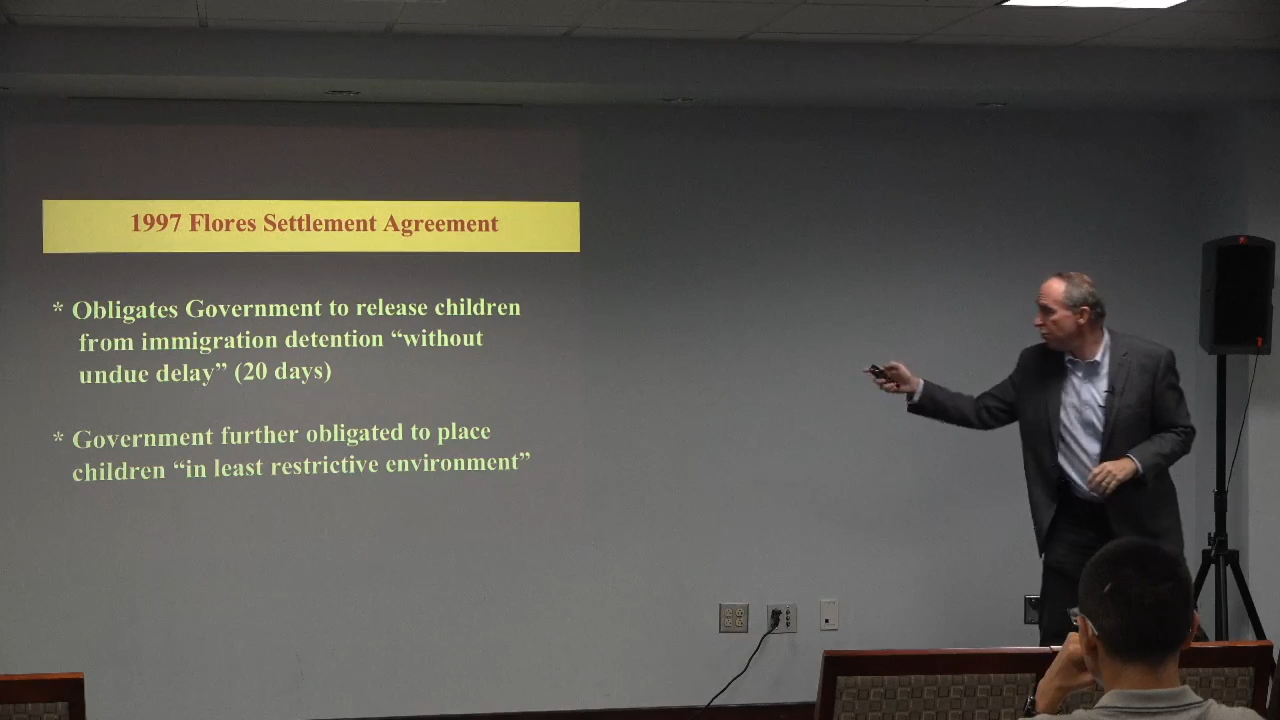 1997 Flores Settlement Agreement
* Obligates Government to release children
from immigration detention “without
undue delay” (20 days)
* Government further obligated to place
children “in least restrictive environment”